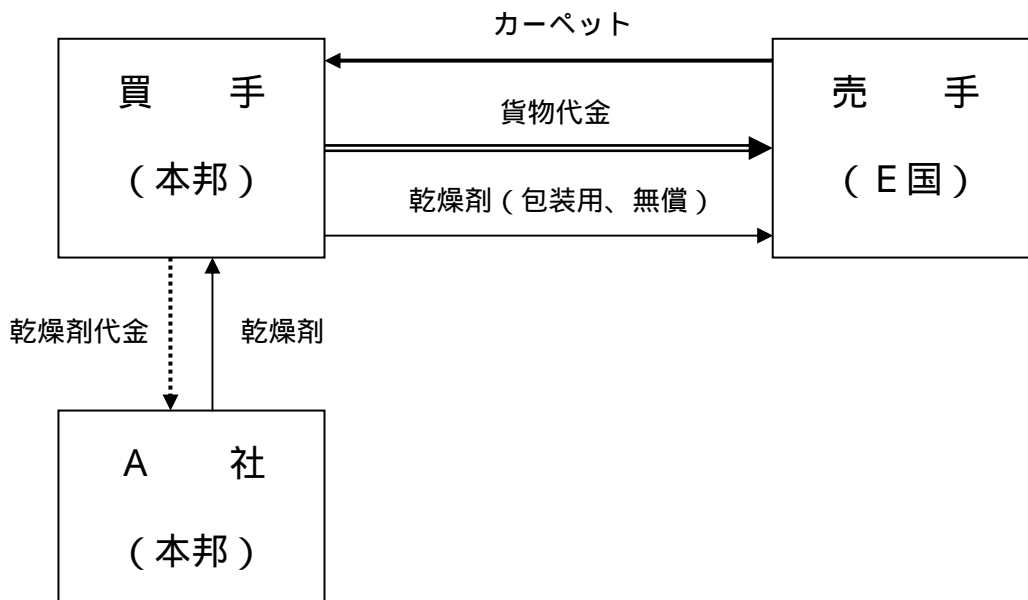 カーペット
買　　手
（本邦）
売　　手
（E国）
貨物代金
乾燥剤（包装用、無償）
乾燥剤代金
乾燥剤
A　　社
（本邦）